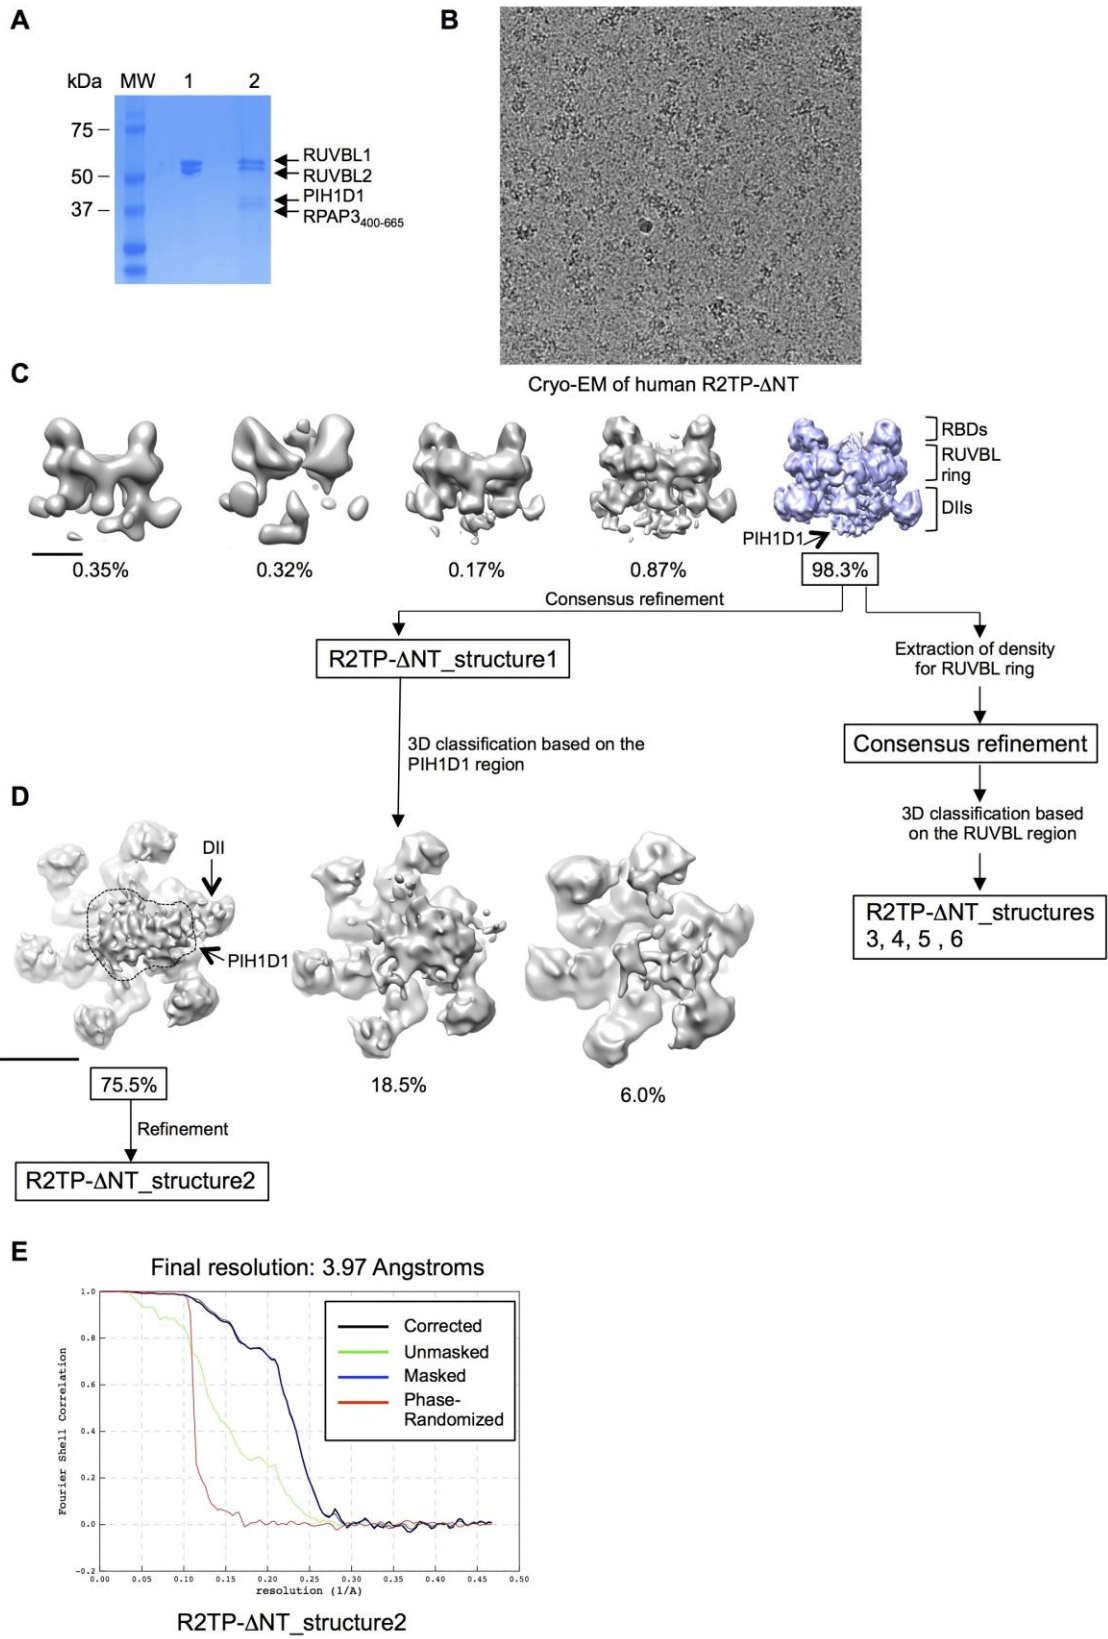 A
B
kDa MW 1 2
75
50
37
RUVBL1
RUVBL2
PIH1D1
RPAP3400-665
Cryo-EM of human R2TP-ΔNT
C
RBDs
RUVBL
ring
DIIs
PIH1D1
0.35% 0.32% 0.17% 0.87% 98.3%
Consensus refinement
R2TP-ΔNT_structure1
Extraction of density
for RUVBL ring
3D classification based on the
PIH1D1 region
Consensus refinement
3D classification based
on the RUVBL region
R2TP-ΔNT_structures
3, 4, 5 , 6
D
DII
PIH1D1
75.5% 18.5% 6.0%
Refinement
R2TP-ΔNT_structure2
E
Final resolution: 3.97 Angstroms
1.0
0.8
0.6
0.4
0.2
0.0
-0.2
Fourier Shell Correlation
Corrected
Unmasked
Masked
Phase-
Randomized
0.00 0.05 0.10 0.15 0.20 0.25 0.30 0.35 0.40 0.45 0.50
resolution (1/A)
R2TP-ΔNT_structure2